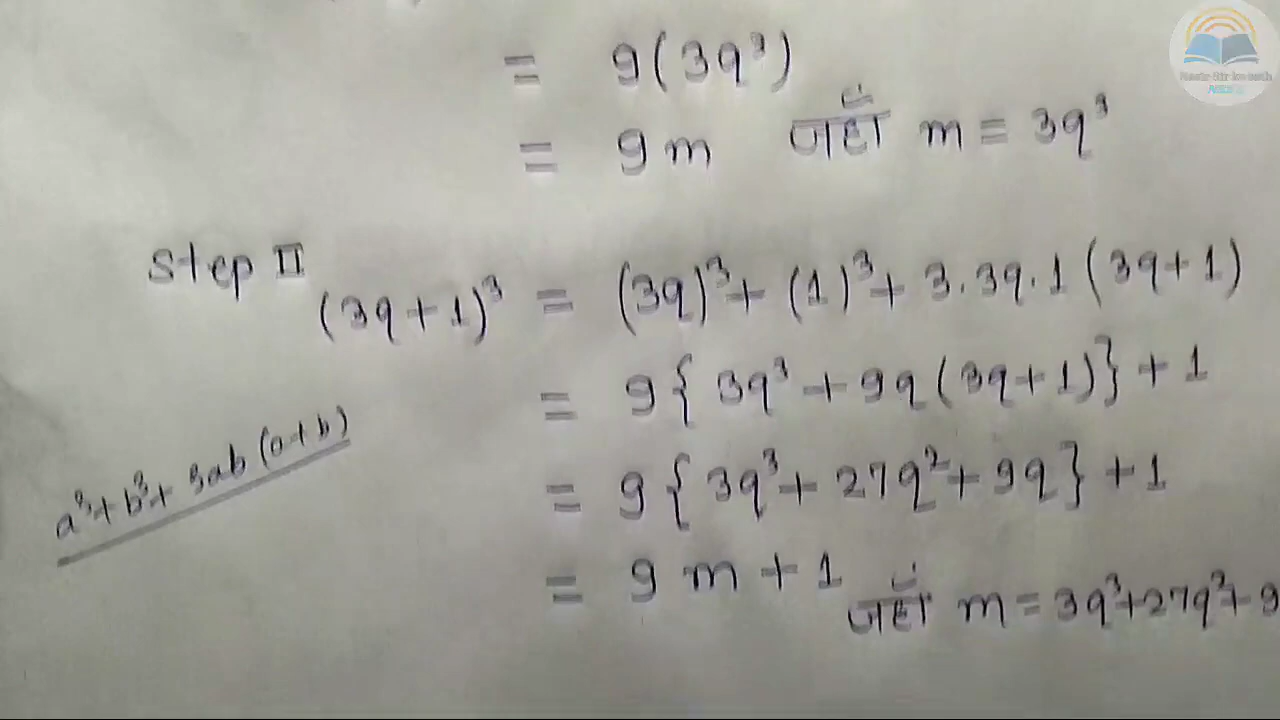 = 9(3q³)
= 9m जहाँ m = 3q³
Step II
(3q+1)³ = (3q)³+(1)³+3.3q.1(3q+1)
= 9{3q³+9q(3q+1)}+1
a³+b³+3ab(a+b)
= 9{3q³+27q²+9q}+1
= 9m+1 जहाँ m=3q³+27q²+9